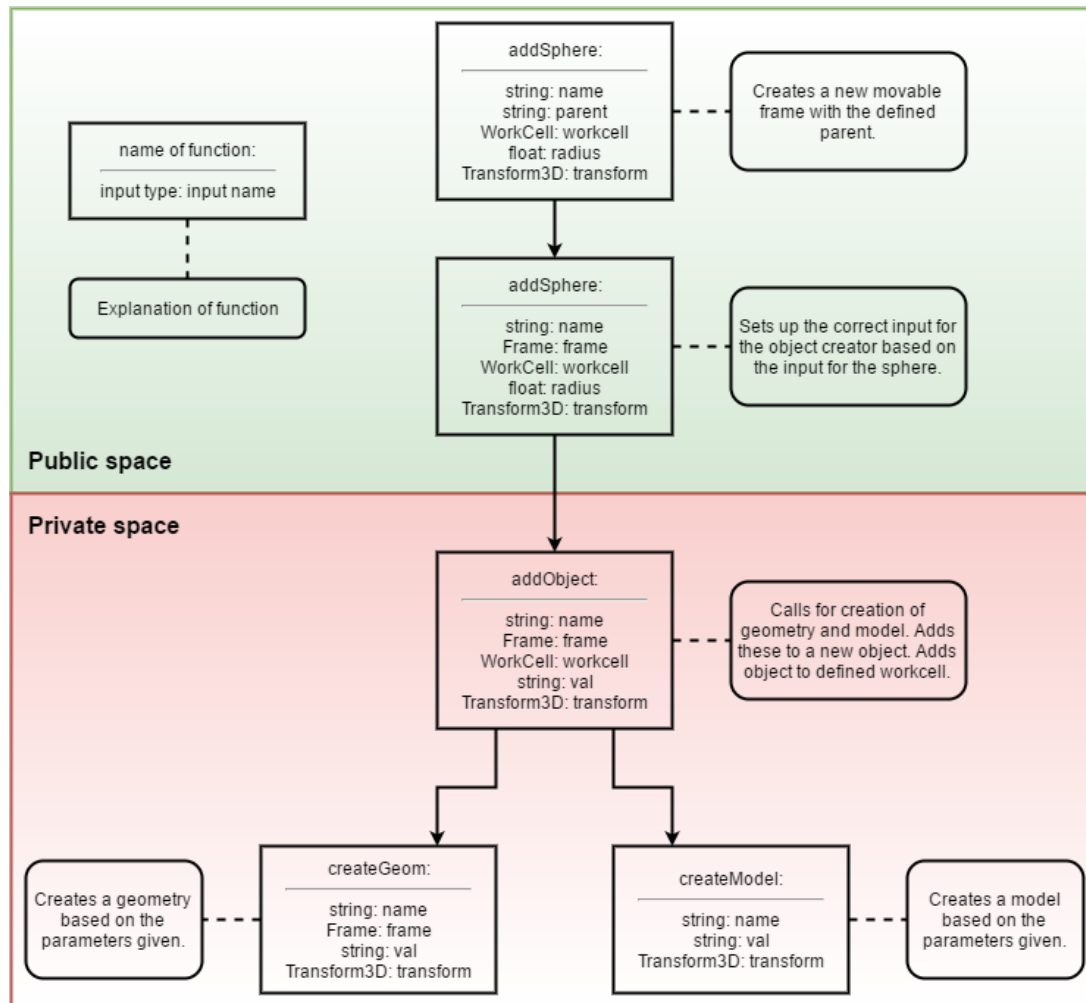 addSphere:
string: name
string: parent
WorkCell: workcell
float: radius
Transform3D: transform
Creates a new movable
frame with the defined
parent.
name of function:
input type: input name
Explanation of function
addSphere:
string: name
Frame: frame
WorkCell: workcell
float: radius
Transform3D: transform
Sets up the correct input for
the object creator based on
the input for the sphere.
Public space
Private space
addObject:
string: name
Frame: frame
WorkCell: workcell
string: val
Transform3D: transform
Calls for creation of
geometry and model. Adds
these to a new object. Adds
object to defined workcell.
Creates a geometry
based on the
parameters given.
createGeom:
string: name
Frame: frame
string: val
Transform3D: transform
createModel:
string: name
string: val
Transform3D: transform
Creates a model
based on the
parameters given.